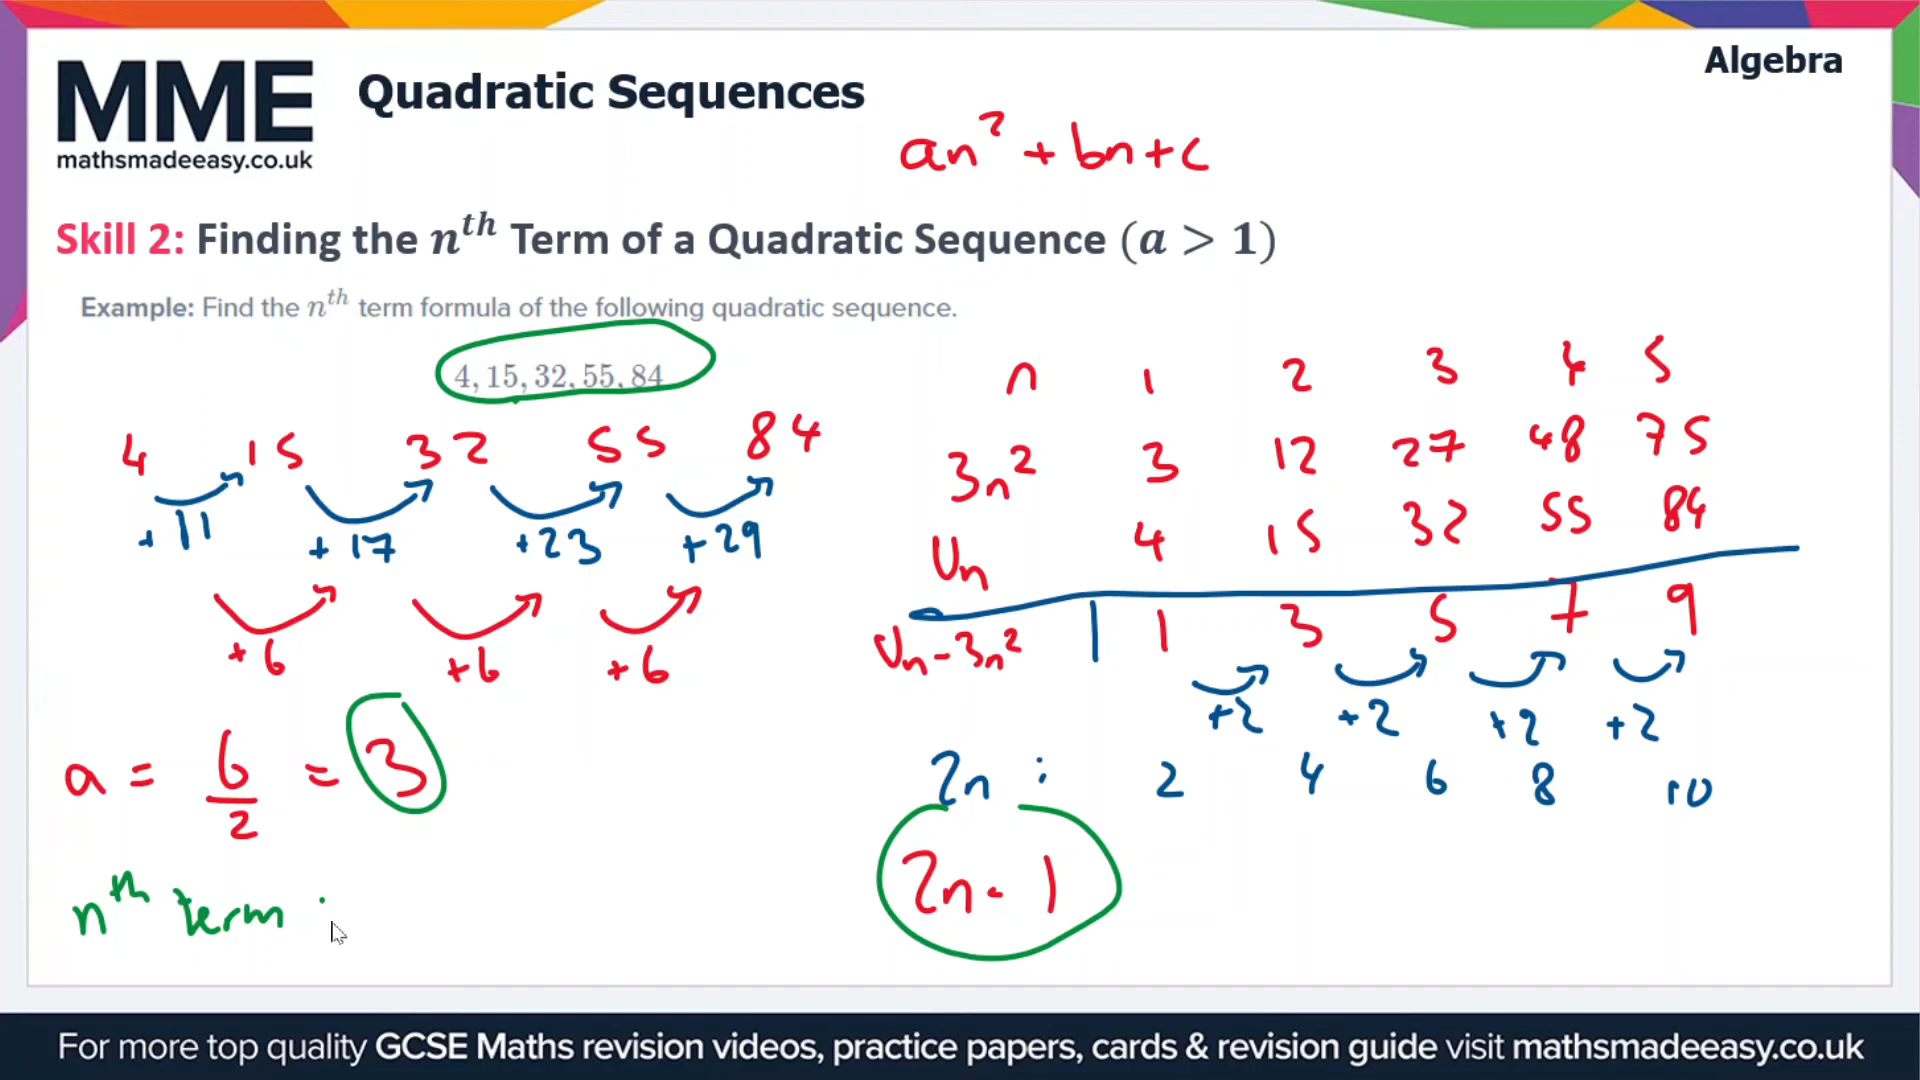 MME
mathsmadeeasy.co.uk
Quadratic Sequences
Algebra
an² + bn + c
Skill 2: Finding the nᵗʰ Term of a Quadratic Sequence (a > 1)
Example: Find the nᵗʰ term formula of the following quadratic sequence.
4, 15, 32, 55, 84
4 15 32 55 84
+11 +17 +23 +29
+6 +6 +6
a = 6/2 = 3
nᵗʰ term :
n 1 2 3 4 5
3n² 3 12 27 48 75
Un 4 15 32 55 84
Un - 3n² 1 3 5 7 9
+2 +2 +2 +2
2n : 2 4 6 8 10
2n - 1
For more top quality GCSE Maths revision videos, practice papers, cards & revision guide visit mathsmadeeasy.co.uk